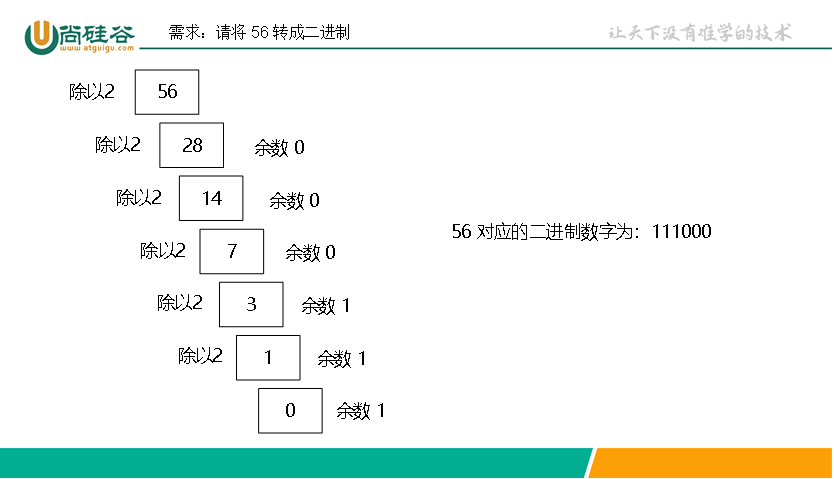 尚硅谷
www.atguigu.com
需求：请将 56 转成二进制
让天下没有难学的技术
除以2 56
除以2 28 余数 0
除以2 14 余数 0
除以2 7 余数 0
56 对应的二进制数字为：111000
除以2 3 余数 1
除以2 1 余数 1
0 余数 1